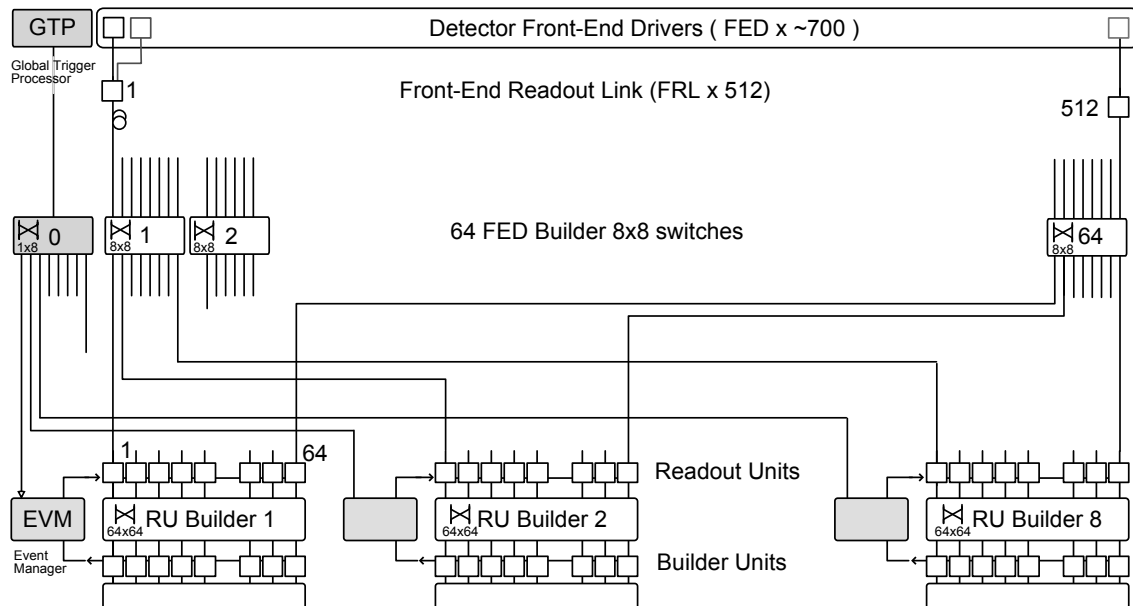 GTP
Detector Front-End Drivers ( FED x ~700 )
Global Trigger
Processor
1
Front-End Readout Link (FRL x 512)
512
1x8
0
8x8
1
8x8
2
64 FED Builder 8x8 switches
8x8
64
1
64
Readout Units
EVM
64x64
RU Builder 1
64x64
RU Builder 2
64x64
RU Builder 8
Event
Manager
Builder Units